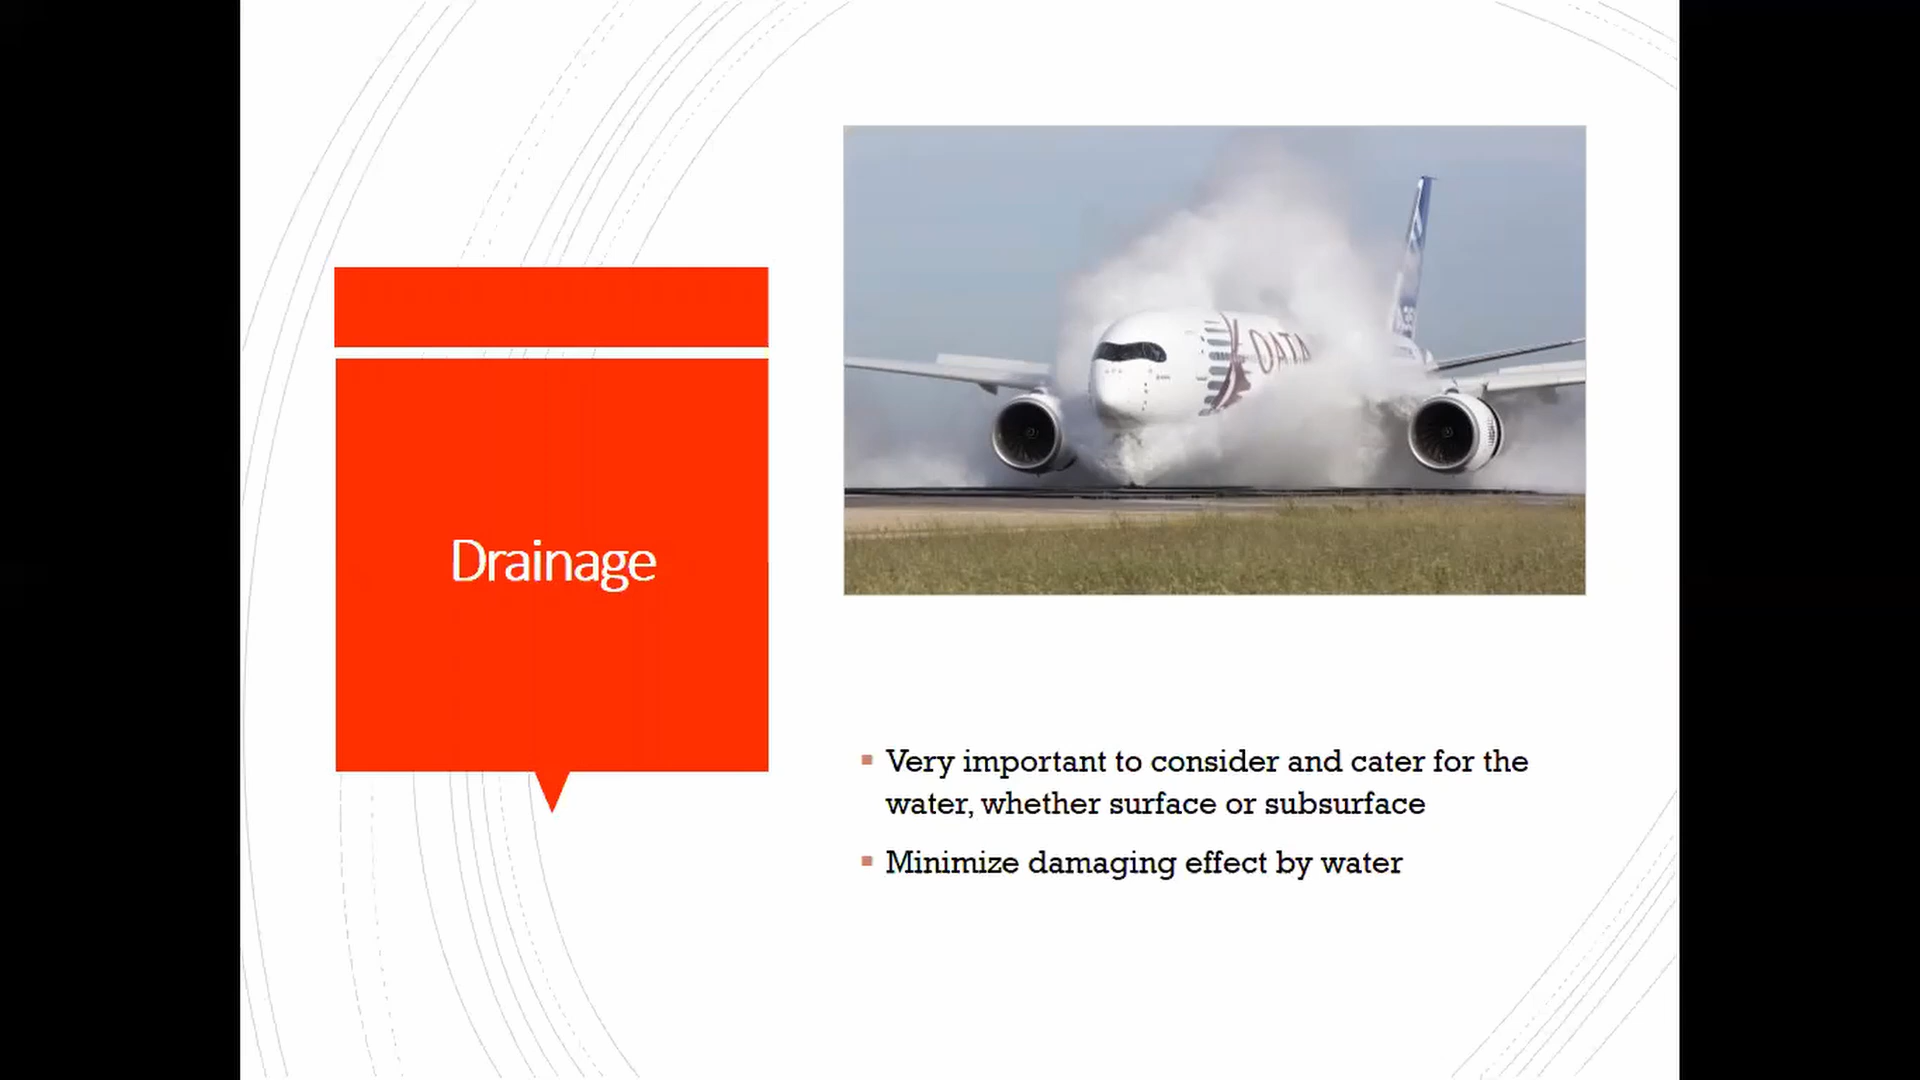 Drainage
QATA
Very important to consider and cater for the
water, whether surface or subsurface
Minimize damaging effect by water